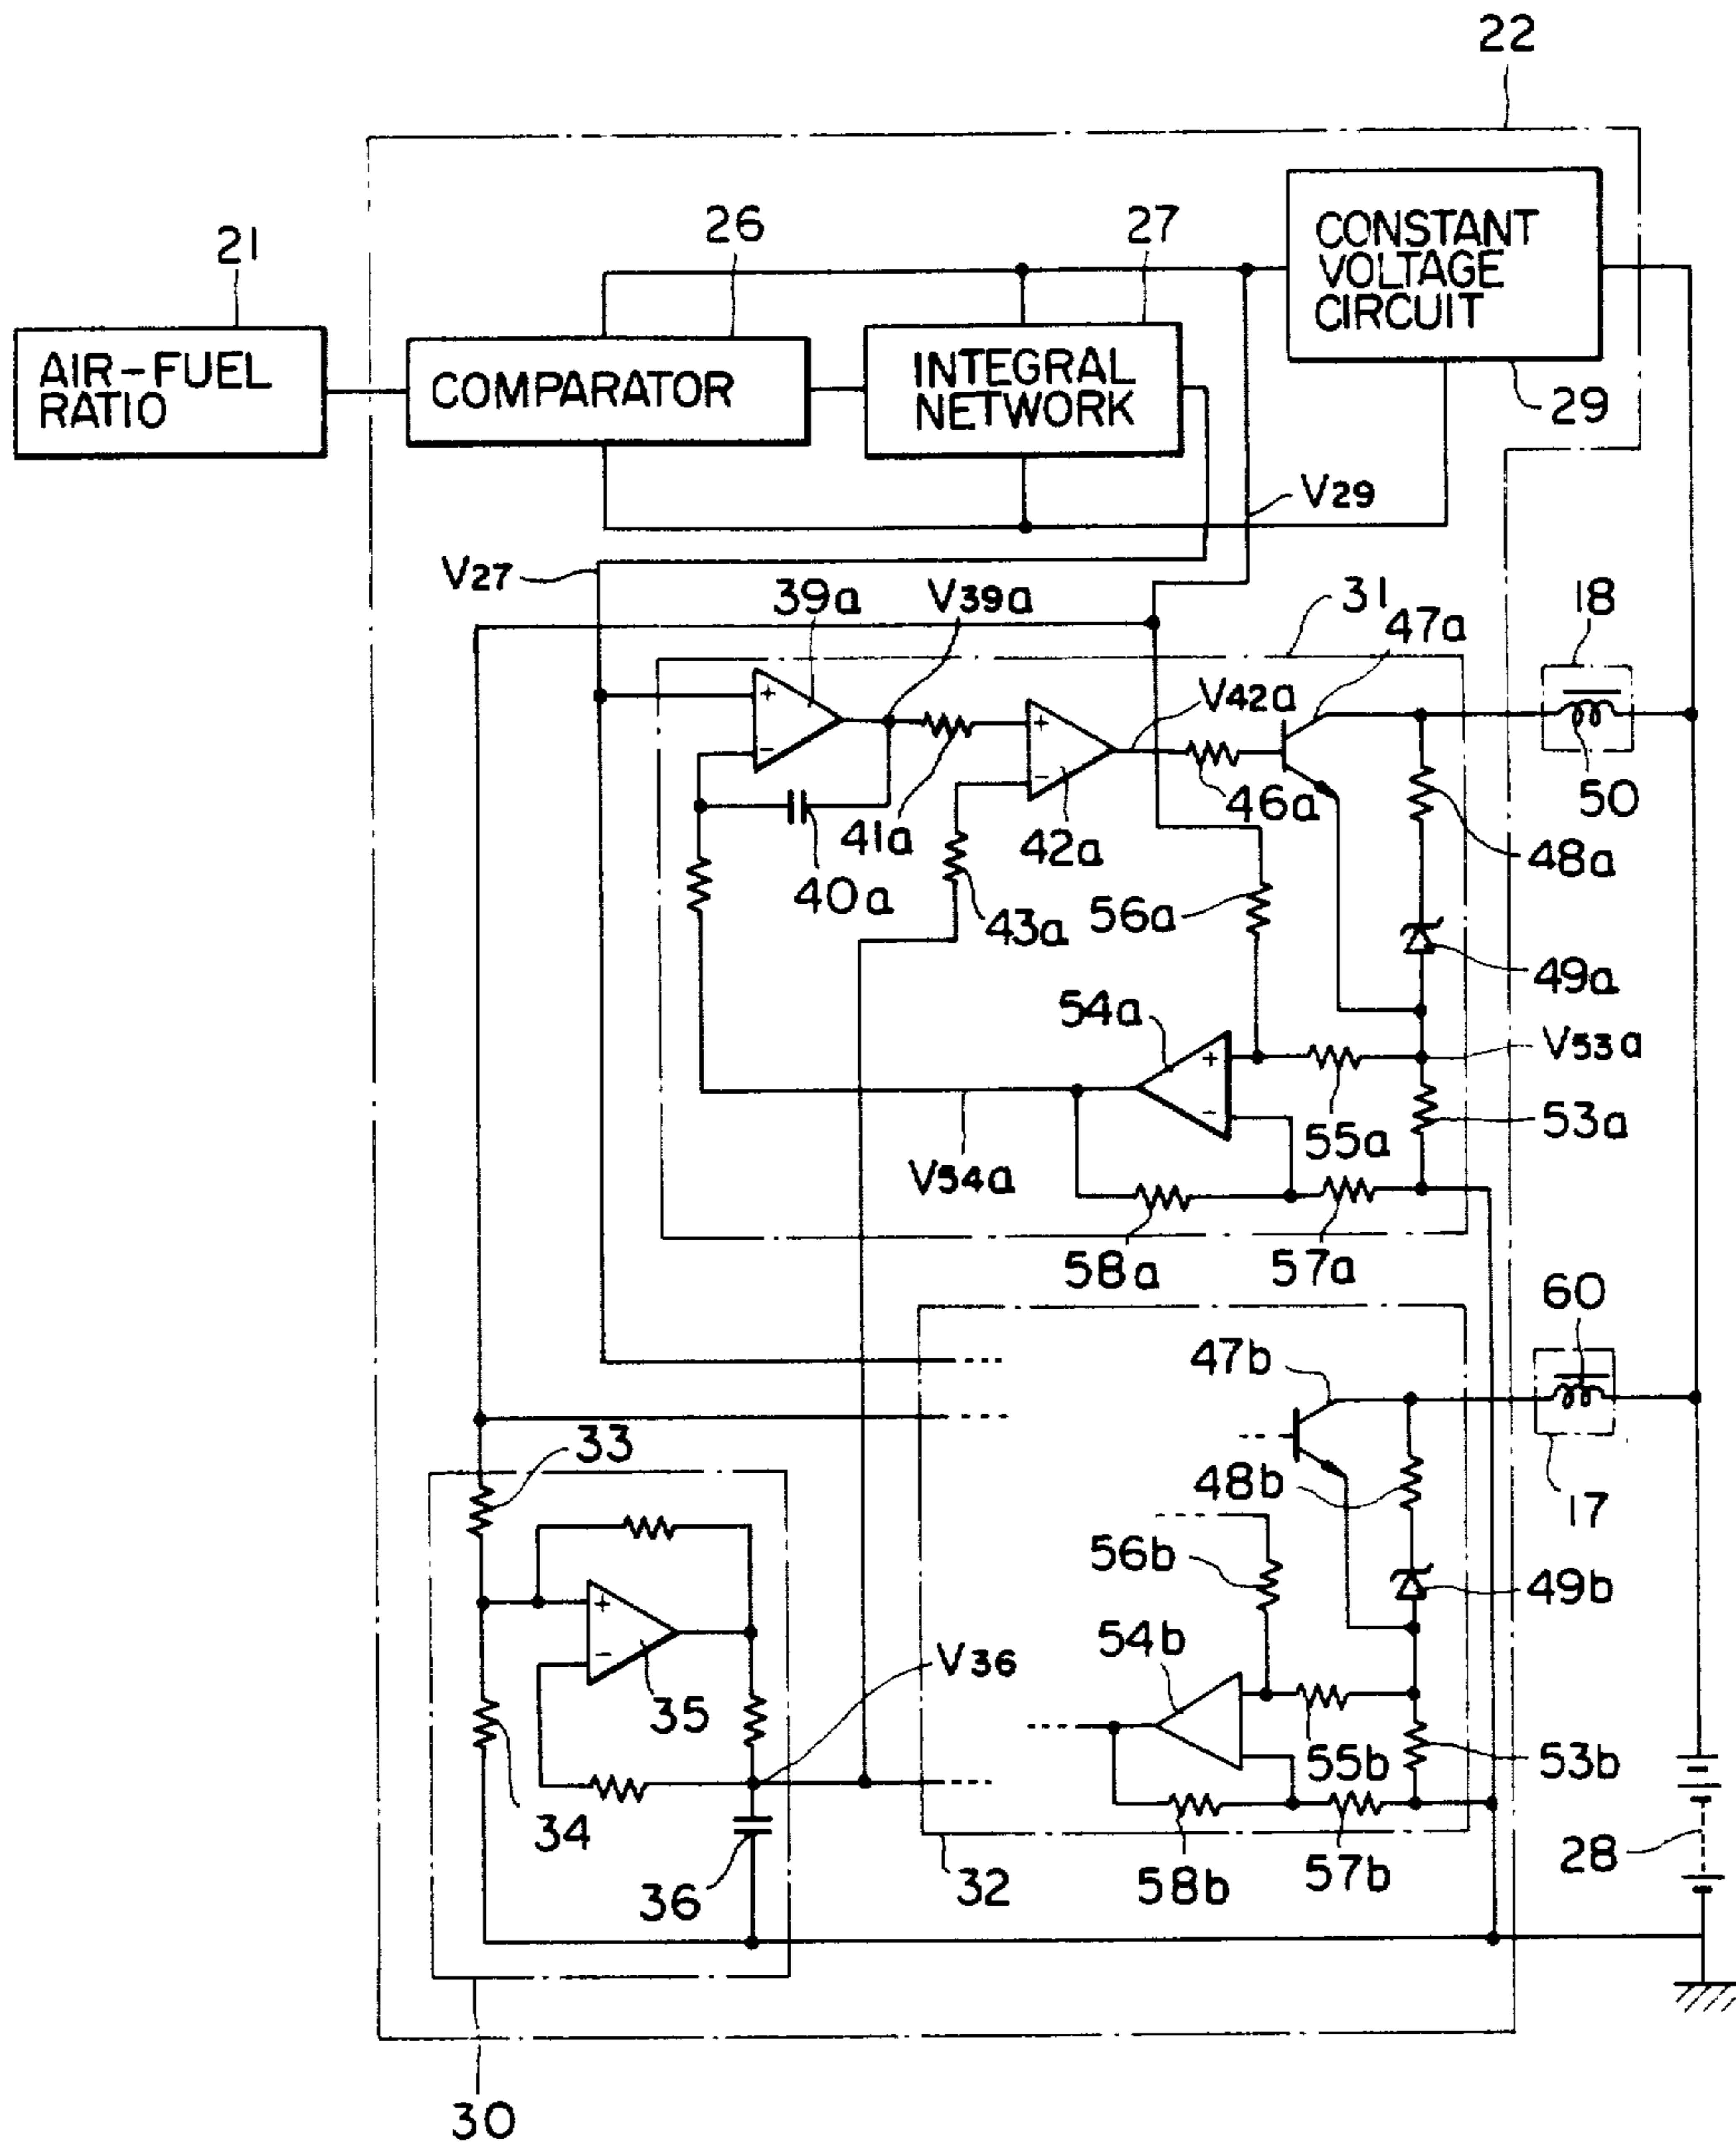 22
21
26
27
CONSTANT
VOLTAGE
CIRCUIT
AIR-FUEL
RATIO
COMPARATOR
INTEGRAL
NETWORK
29
V29
V27
39a
V39a
31
47a
18
+
-
V42a
+
-
41a
42a
46a
50
40a
43a
56a
48a
49a
54a
+
-
V53a
55a
53a
V54a
58a
57a
60
47b
33
48b
17
56b
49b
+
-
35
54b
V36
34
55b
53b
36
32
58b
57b
28
30